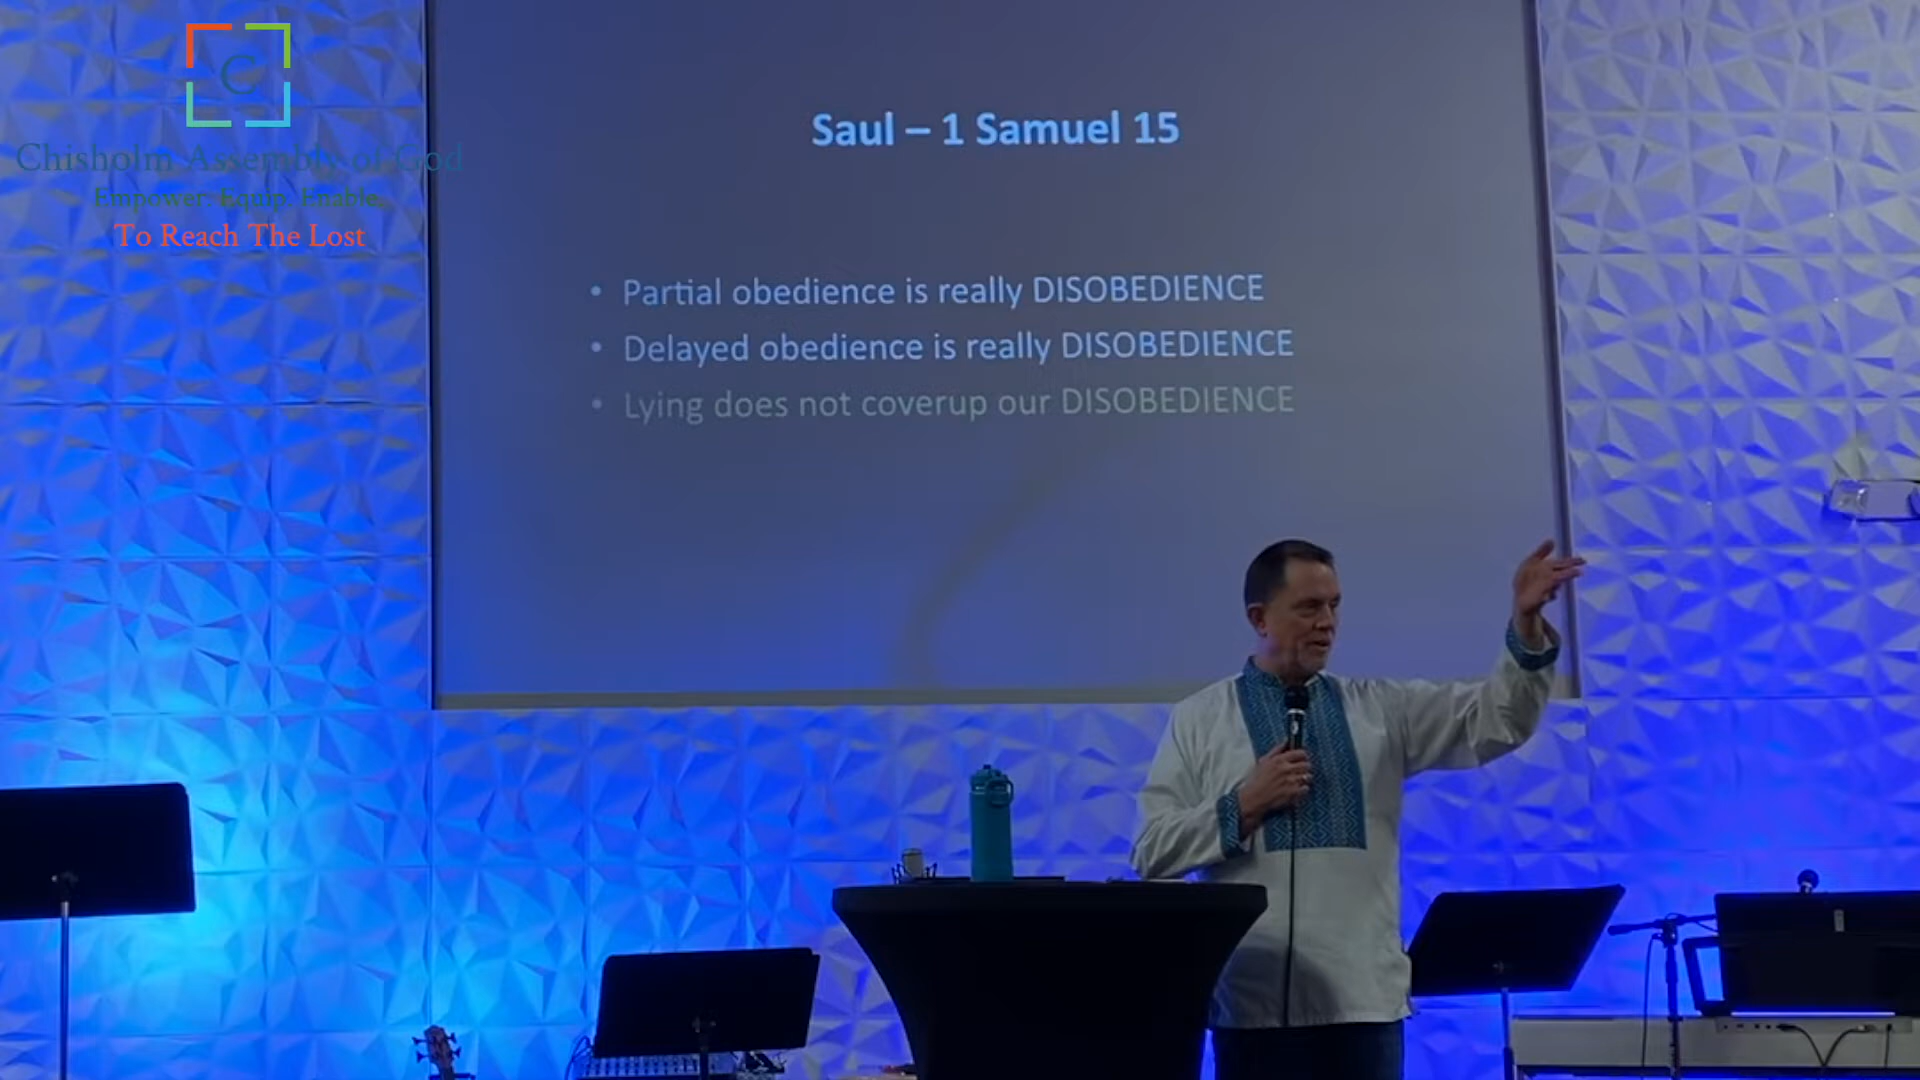 C
Chisholm Assembly of God
Empower. Equip. Enable.
To Reach The Lost
Saul – 1 Samuel 15
• Partial obedience is really DISOBEDIENCE
• Delayed obedience is really DISOBEDIENCE
• Lying does not coverup our DISOBEDIENCE